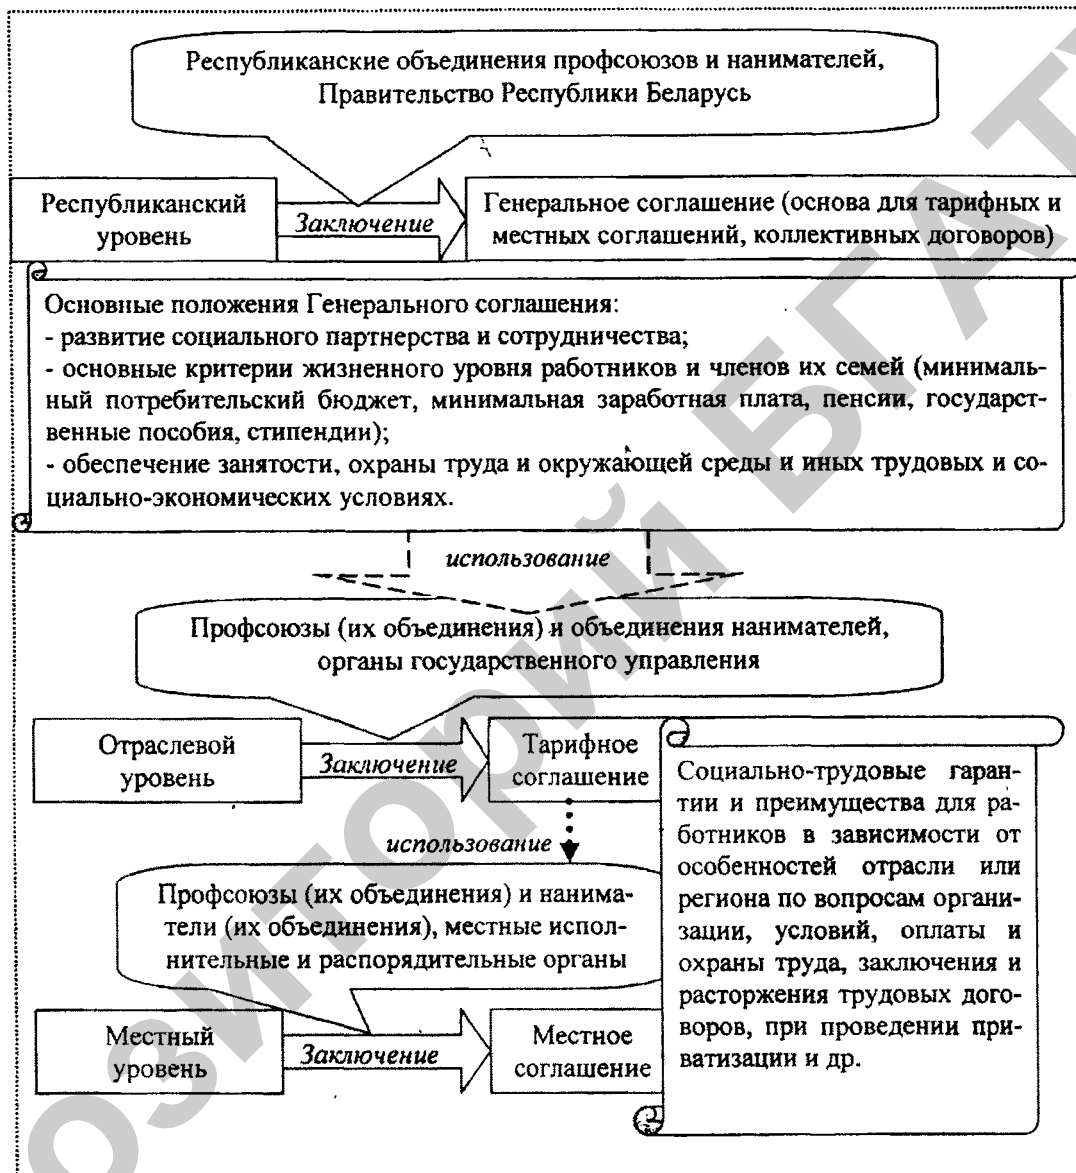 Республиканские объединения профсоюзов и нанимателей,
Правительство Республики Беларусь
Республиканский
уровень
Заключение
Генеральное соглашение (основа для тарифных и
местных соглашений, коллективных договоров)
Основные положения Генерального соглашения:
- развитие социального партнерства и сотрудничества;
- основные критерии жизненного уровня работников и членов их семей (минималь-
ный потребительский бюджет, минимальная заработная плата, пенсии, государст-
венные пособия, стипендии);
- обеспечение занятости, охраны труда и окружающей среды и иных трудовых и со-
циально-экономических условиях.
использование
Профсоюзы (их объединения) и объединения нанимателей,
органы государственного управления
Отраслевой
уровень
Заключение
Тарифное
соглашение
использование
Профсоюзы (их объединения) и нанима-
тели (их объединения), местные испол-
нительные и распорядительные органы
Местный
уровень
Заключение
Местное
соглашение
Социально-трудовые гаран-
тии и преимущества для ра-
ботников в зависимости от
особенностей отрасли или
региона по вопросам органи-
зации, условий, оплаты и
охраны труда, заключения и
расторжения трудовых дого-
воров, при проведении при-
ватизации и др.
ОЗИТОРИЙ БГАТУ